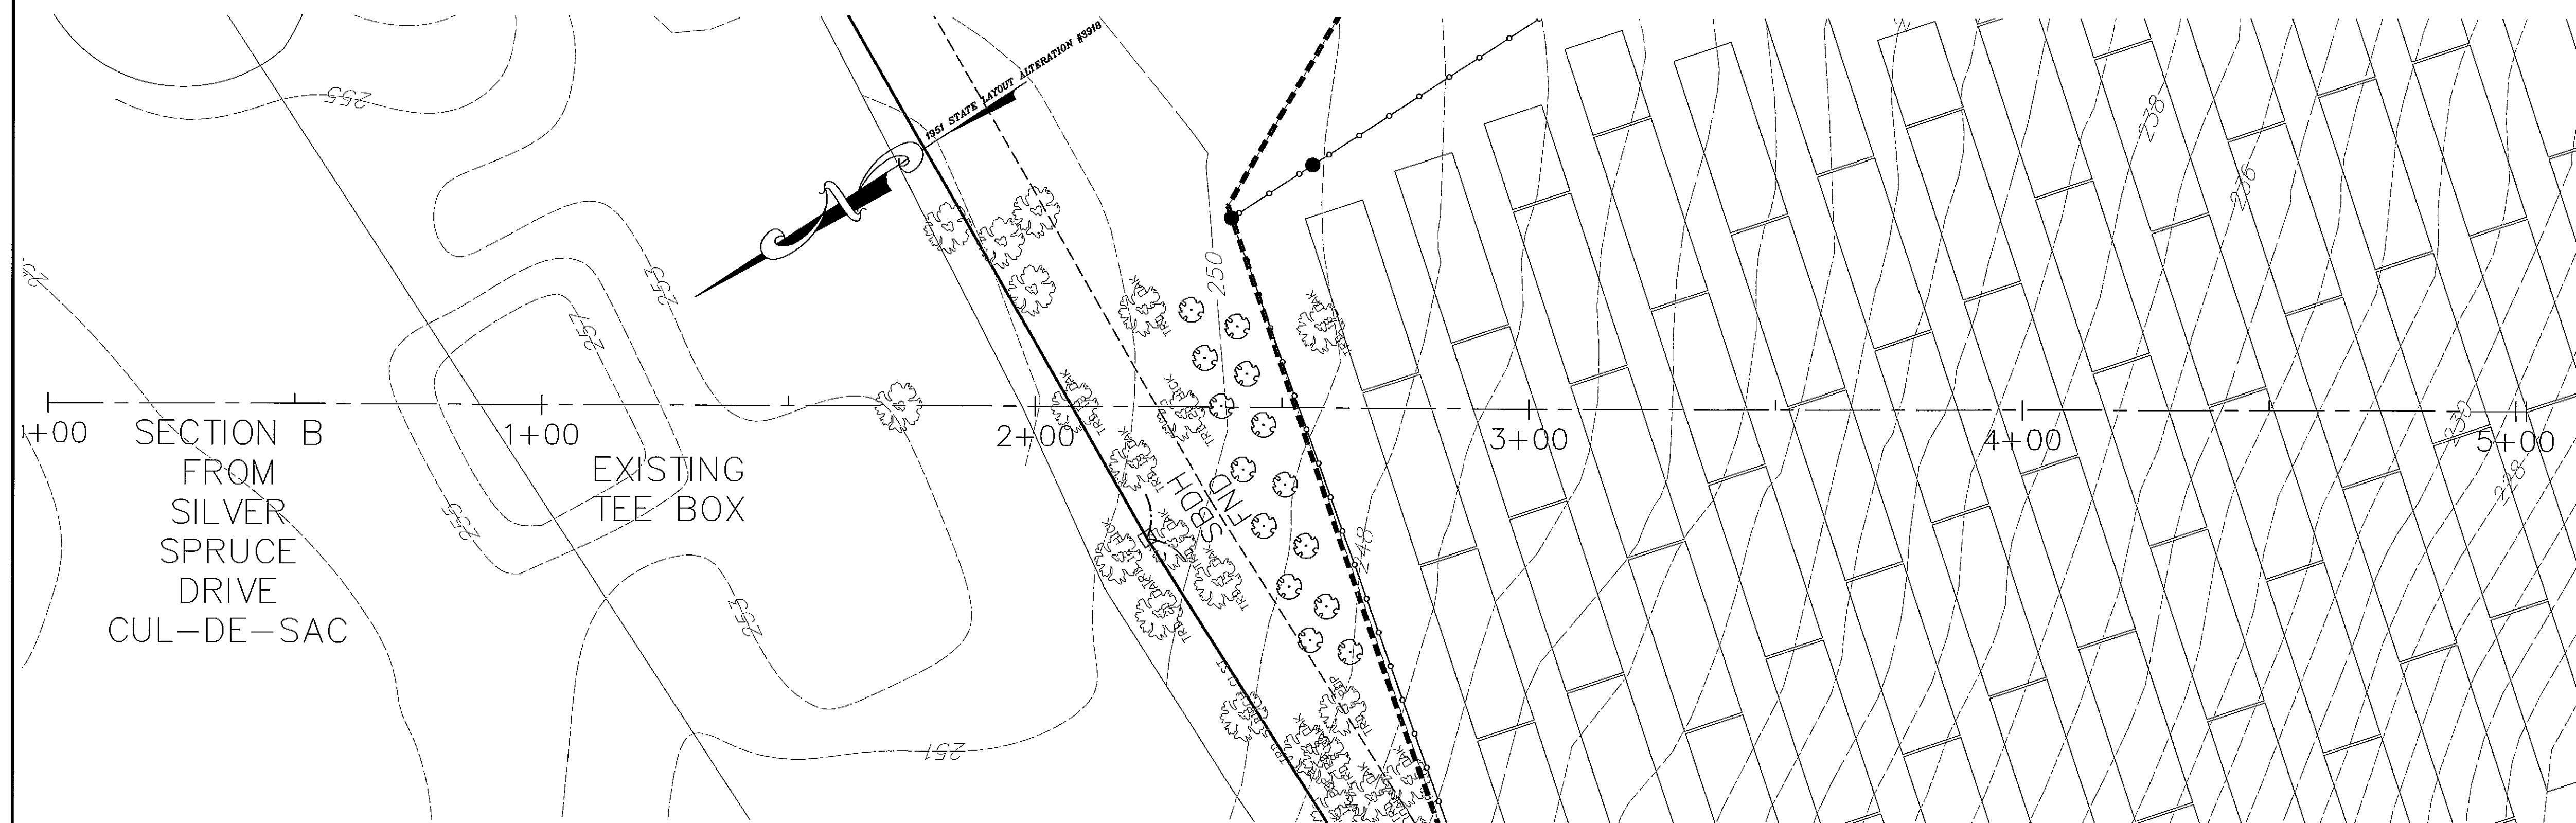 1951 STATE LAYOUT ALTERATION #3918
N
255
253
257
250
238
236
+00
1+00
2+00
3+00
4+00
5+00
SECTION B
FROM
SILVER
SPRUCE
DRIVE
CUL-DE-SAC
EXISTING
TEE BOX
SBDH
FND
255
253
251
248
230
228